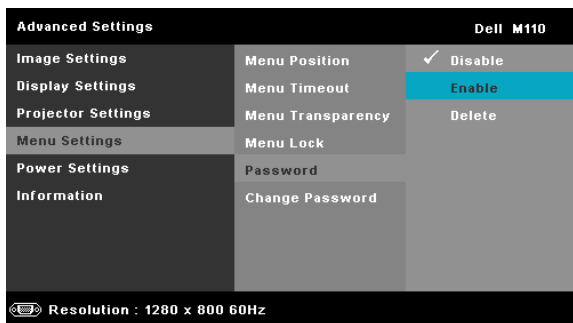 Advanced Settings
Dell M110
Image Settings
Display Settings
Projector Settings
Menu Settings
Power Settings
Information
Menu Position
Menu Timeout
Menu Transparency
Menu Lock
Password
Change Password
Disable
Enable
Delete
Resolution : 1280 x 800 60Hz